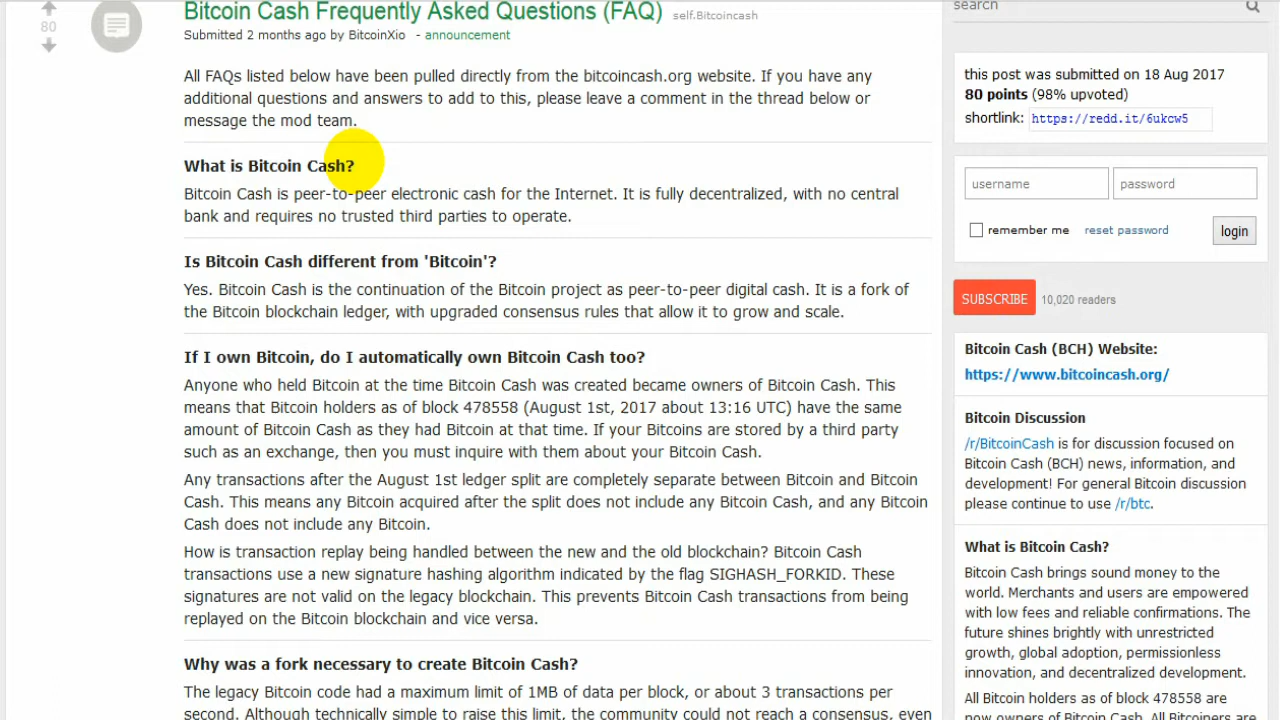 80
Bitcoin Cash Frequently Asked Questions (FAQ) self.Bitcoincash
Submitted 2 months ago by BitcoinXio - announcement
All FAQs listed below have been pulled directly from the bitcoincash.org website. If you have any
additional questions and answers to add to this, please leave a comment in the thread below or
message the mod team.
What is Bitcoin Cash?
Bitcoin Cash is peer-to-peer electronic cash for the Internet. It is fully decentralized, with no central
bank and requires no trusted third parties to operate.
Is Bitcoin Cash different from 'Bitcoin'?
Yes. Bitcoin Cash is the continuation of the Bitcoin project as peer-to-peer digital cash. It is a fork of
the Bitcoin blockchain ledger, with upgraded consensus rules that allow it to grow and scale.
If I own Bitcoin, do I automatically own Bitcoin Cash too?
Anyone who held Bitcoin at the time Bitcoin Cash was created became owners of Bitcoin Cash. This
means that Bitcoin holders as of block 478558 (August 1st, 2017 about 13:16 UTC) have the same
amount of Bitcoin Cash as they had Bitcoin at that time. If your Bitcoins are stored by a third party
such as an exchange, then you must inquire with them about your Bitcoin Cash.
Any transactions after the August 1st ledger split are completely separate between Bitcoin and Bitcoin
Cash. This means any Bitcoin acquired after the split does not include any Bitcoin Cash, and any Bitcoin
Cash does not include any Bitcoin.
How is transaction replay being handled between the new and the old blockchain? Bitcoin Cash
transactions use a new signature hashing algorithm indicated by the flag SIGHASH_FORKID. These
signatures are not valid on the legacy blockchain. This prevents Bitcoin Cash transactions from being
replayed on the Bitcoin blockchain and vice versa.
Why was a fork necessary to create Bitcoin Cash?
The legacy Bitcoin code had a maximum limit of 1MB of data per block, or about 3 transactions per
second. Although technically simple to raise this limit, the community could not reach a consensus, even
search
this post was submitted on 18 Aug 2017
80 points (98% upvoted)
shortlink: https://redd.it/6ukcw5
username password
remember me reset password login
SUBSCRIBE 10,020 readers
Bitcoin Cash (BCH) Website:
https://www.bitcoincash.org/
Bitcoin Discussion
/r/BitcoinCash is for discussion focused on
Bitcoin Cash (BCH) news, information, and
development! For general Bitcoin discussion
please continue to use /r/btc.
What is Bitcoin Cash?
Bitcoin Cash brings sound money to the
world. Merchants and users are empowered
with low fees and reliable confirmations. The
future shines brightly with unrestricted
growth, global adoption, permissionless
innovation, and decentralized development.
All Bitcoin holders as of block 478558 are
now owners of Bitcoin Cash. All Bitcoiners are